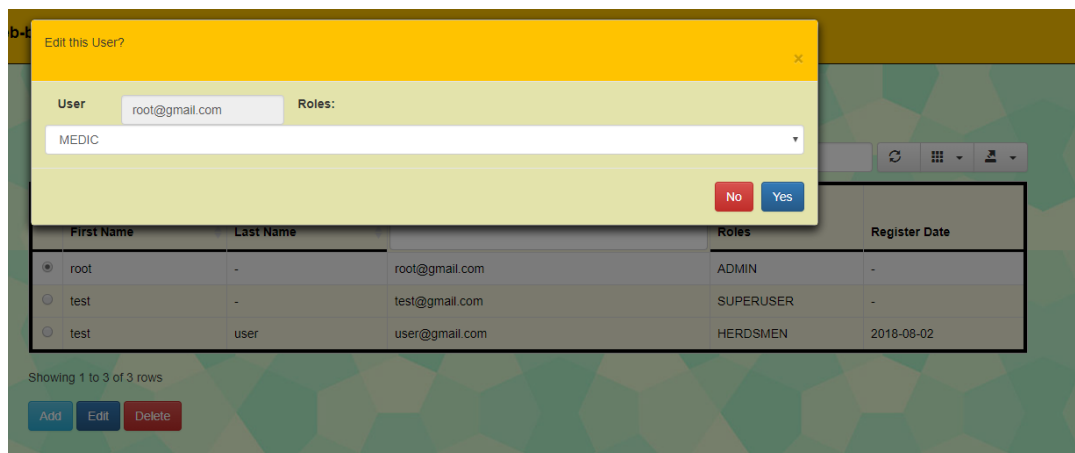 Edit this User?
×
User root@gmail.com Roles:
MEDIC
No Yes
First Name Last Name Roles Register Date
root - root@gmail.com ADMIN -
test - test@gmail.com SUPERUSER -
test user user@gmail.com HERDSMEN 2018-08-02
Showing 1 to 3 of 3 rows
Add Edit Delete